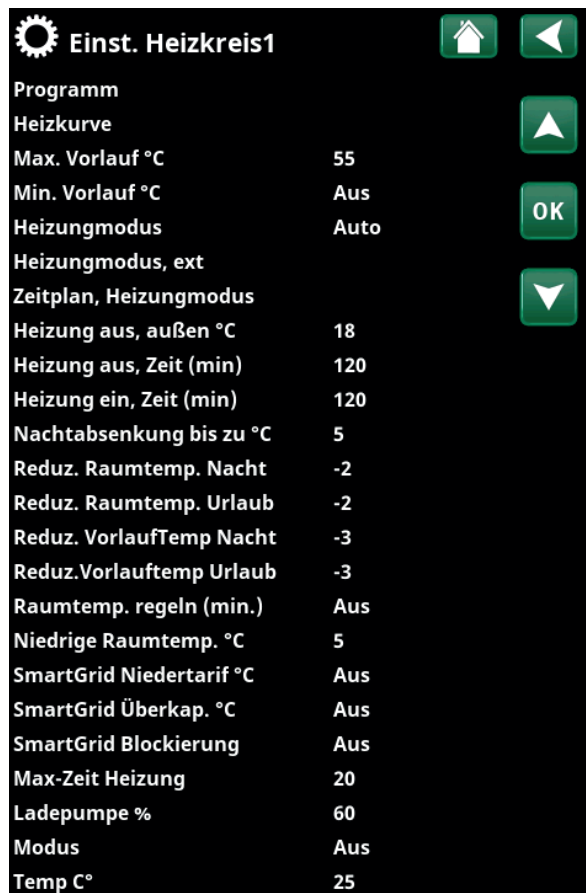 Einst. Heizkreis1
Programm
Heizkurve
Max. Vorlauf °C 55
Min. Vorlauf °C Aus
OK
Heizungmodus Auto
Heizungmodus, ext
Zeitplan, Heizungmodus
Heizung aus, außen °C 18
Heizung aus, Zeit (min) 120
Heizung ein, Zeit (min) 120
Nachtabsenkung bis zu °C 5
Reduz. Raumtemp. Nacht -2
Reduz. Raumtemp. Urlaub -2
Reduz. VorlaufTemp Nacht -3
Reduz.Vorlauftemp Urlaub -3
Raumtemp. regeln (min.) Aus
Niedrige Raumtemp. °C 5
SmartGrid Niedertarif °C Aus
SmartGrid Überkap. °C Aus
SmartGrid Blockierung Aus
Max-Zeit Heizung 20
Ladepumpe % 60
Modus Aus
Temp C° 25